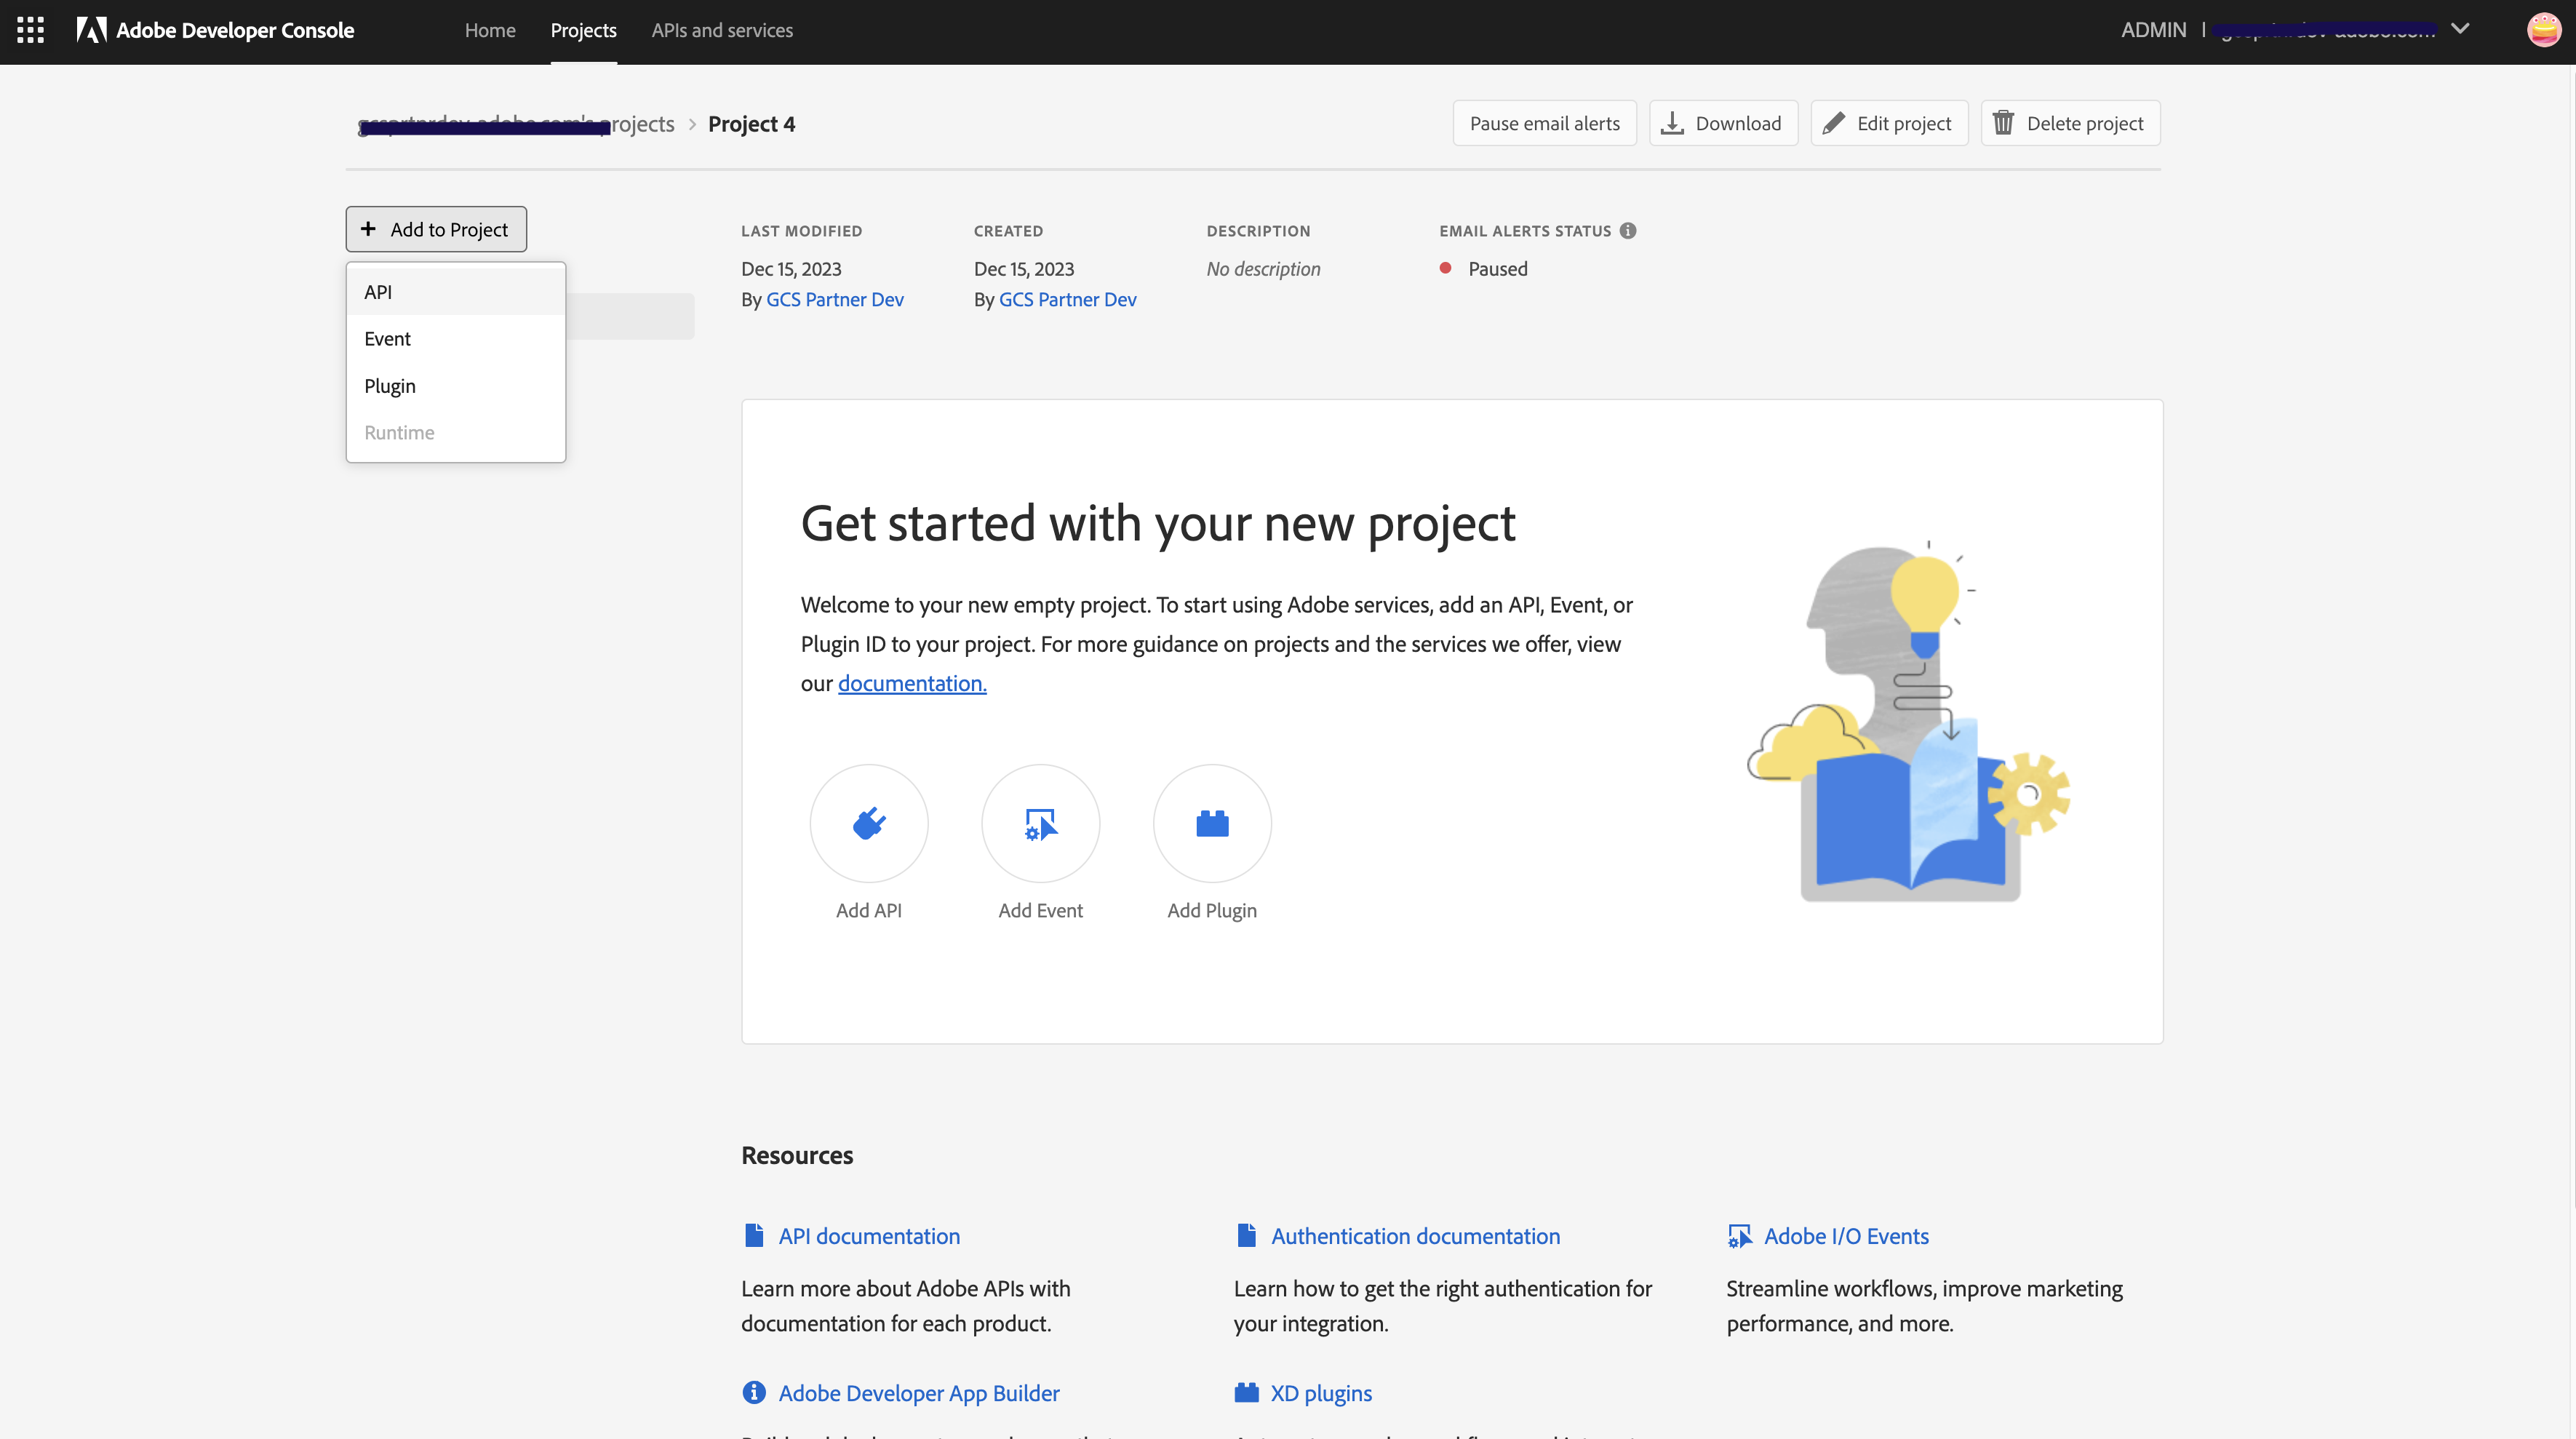 Adobe Developer Console
Home
Projects
APIs and services
ADMIN |
projects > Project 4
Pause email alerts
Download
Edit project
Delete project
+ Add to Project
API
Event
Plugin
Runtime
LAST MODIFIED
Dec 15, 2023
By GCS Partner Dev
CREATED
Dec 15, 2023
By GCS Partner Dev
DESCRIPTION
No description
EMAIL ALERTS STATUS
Paused
Get started with your new project
Welcome to your new empty project. To start using Adobe services, add an API, Event, or
Plugin ID to your project. For more guidance on projects and the services we offer, view
our documentation.
Add API
Add Event
Add Plugin
Resources
API documentation
Learn more about Adobe APIs with
documentation for each product.
Authentication documentation
Learn how to get the right authentication for
your integration.
Adobe I/O Events
Streamline workflows, improve marketing
performance, and more.
Adobe Developer App Builder
XD plugins